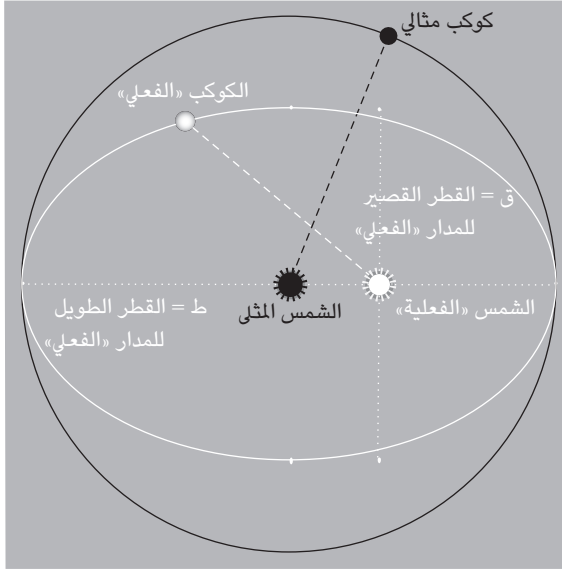 كوكب مثالي
الكوكب «الفعلي»
ق = القطر القصير
للمدار «الفعلي»
الشمس «الفعلية»
الشمس المثلى
ط = القطر الطويل
للمدار «الفعلي»